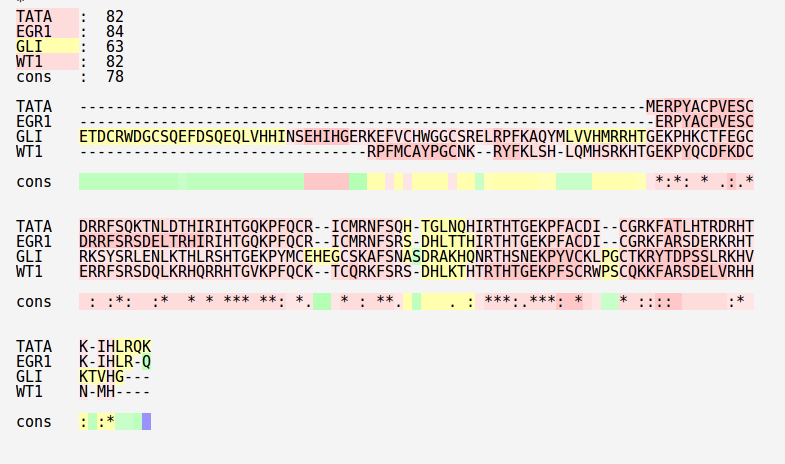 *
TATA : 82
EGR1 : 84
GLI : 63
WT1 : 82
cons : 78
TATA ---------------------------------------------------------------MERPYACPVESC
EGR1 ----------------------------------------------------------------ERPYACPVESC
GLI ETDCRWDGCSQEFDSQEQLVHHINSEHIHGERKEFVCHWGGCSRELRPFKAQYMLVVHMRRHTGEKPHKCTFEGC
WT1 --------------------------------RPFMCAYPGCNK--RYFKLSH-LQMHSRKHTGEKPYQCDFKDC
cons *:*: * .:.*
TATA DRRFSQKTNLDTHIRIHTGQKPFQCR--ICMRNFSQH-TGLNQHIRTHTGEKPFACDI--CGRKFATLHTRDRHT
EGR1 DRRFSRSDELTRHIRIHTGQKPFQCR--ICMRNFSRS-DHLTTHIRTHTGEKPFACDI--CGRKFARSDERKRHT
GLI RKSYSRLENLKTHLRSHTGEKPYMCEHEGCSKAFSNASDRAKHQNRTHSNEKPYVCKLPGCTKRYTDPSSLRKHV
WT1 ERRFSRSDQLKRHQRRHTGVKPFQCK--TCQRKFSRS-DHLKTHTRTHTGEKPFSCRWPSCQKKFARSDELVRHH
cons : :*: :* * * *** **: *. * : **. . : ***:.***: * * :::: :*
TATA K-IHLRQK
EGR1 K-IHLR-Q
GLI KTVHG---
WT1 N-MH----
cons : :*